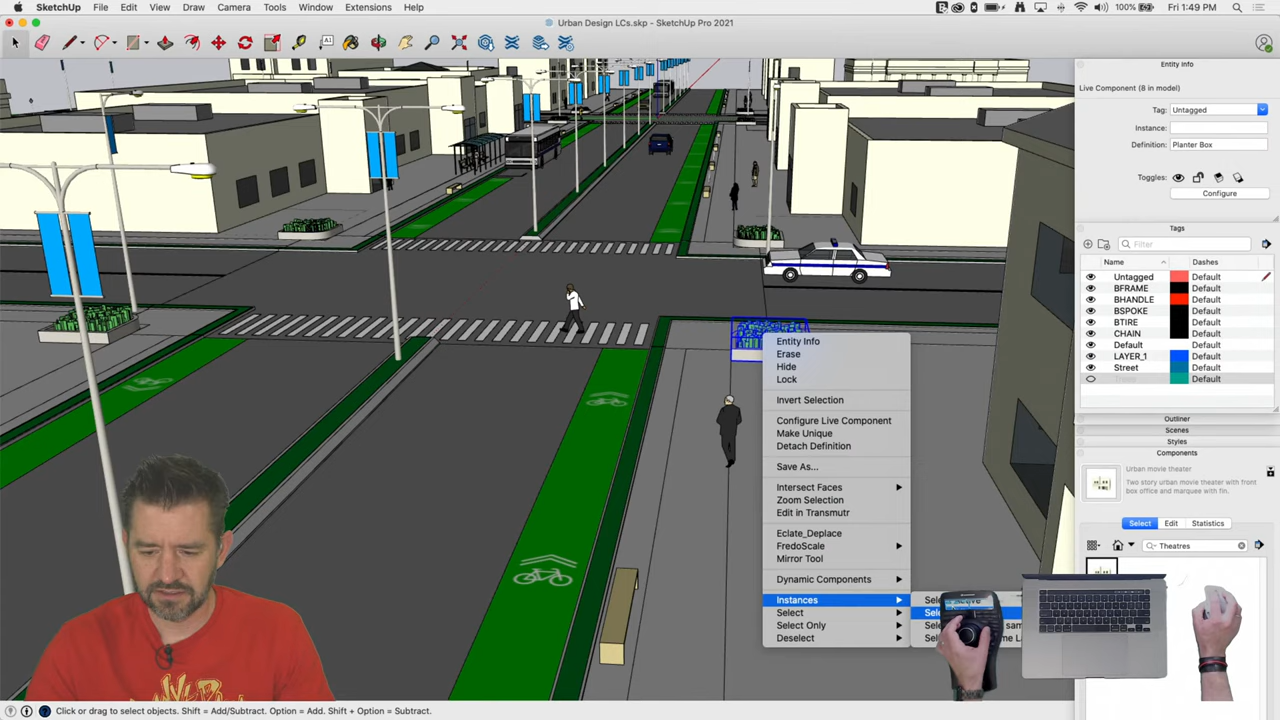 SketchUp File Edit View Draw Camera Tools Window Extensions Help 100% Fri 1:49 PM
Urban Design LCs.skp - SketchUp Pro 2021
Entity Info
Live Component (8 in model)
Tag: Untagged
Instance:
Definition: Planter Box
Toggles:
Configure
Tags
Filter
Name Dashes
Untagged Default
BFRAME Default
BHANDLE Default
BSPOKE Default
BTIRE Default
CHAIN Default
Default Default
LAYER_1 Default
Street Default
Default
Outliner
Scenes
Styles
Components
Urban movie theater
Two story urban movie theater with front
box office and marquee with fin.
Select Edit Statistics
Theatres
Entity Info
Erase
Hide
Lock
Invert Selection
Configure Live Component
Make Unique
Detach Definition
Save As...
Intersect Faces
Zoom Selection
Edit in Transmutr
Eclate_Deplace
FredoScale
Mirror Tool
Dynamic Components
Instances
Select
Select Only
Deselect
Click or drag to select objects. Shift = Add/Subtract. Option = Add. Shift + Option = Subtract.